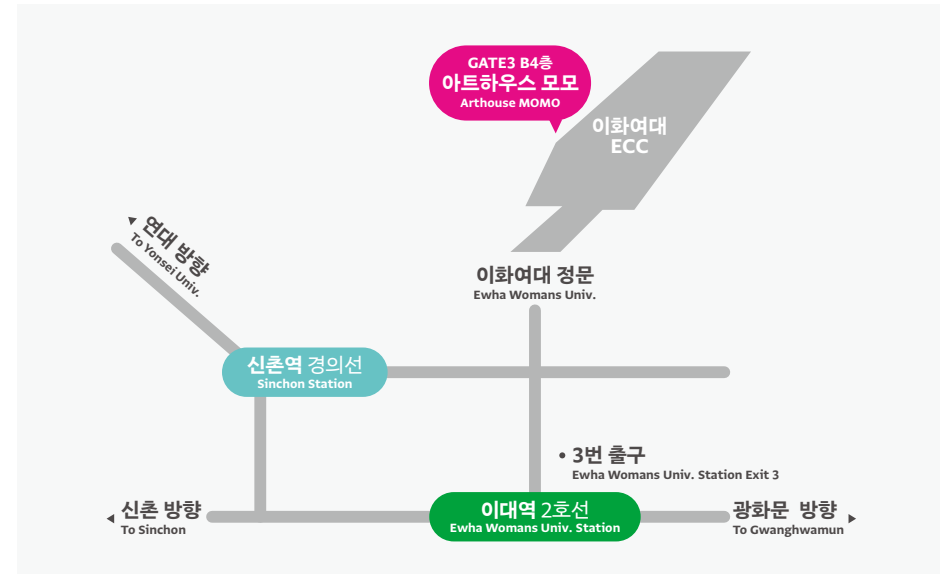 GATE3 B4층
아트하우스 모모
Arthouse MOMO
이화여대
ECC
연대 방향
To Yonsei Univ.
이화여대 정문
Ewha Womans Univ.
신촌역 경의선
Sinchon Station
• 3번 출구
Ewha Womans Univ. Station Exit 3
신촌 방향
To Sinchon
이대역 2호선
Ewha Womans Univ. Station
광화문 방향
To Gwanghwamun